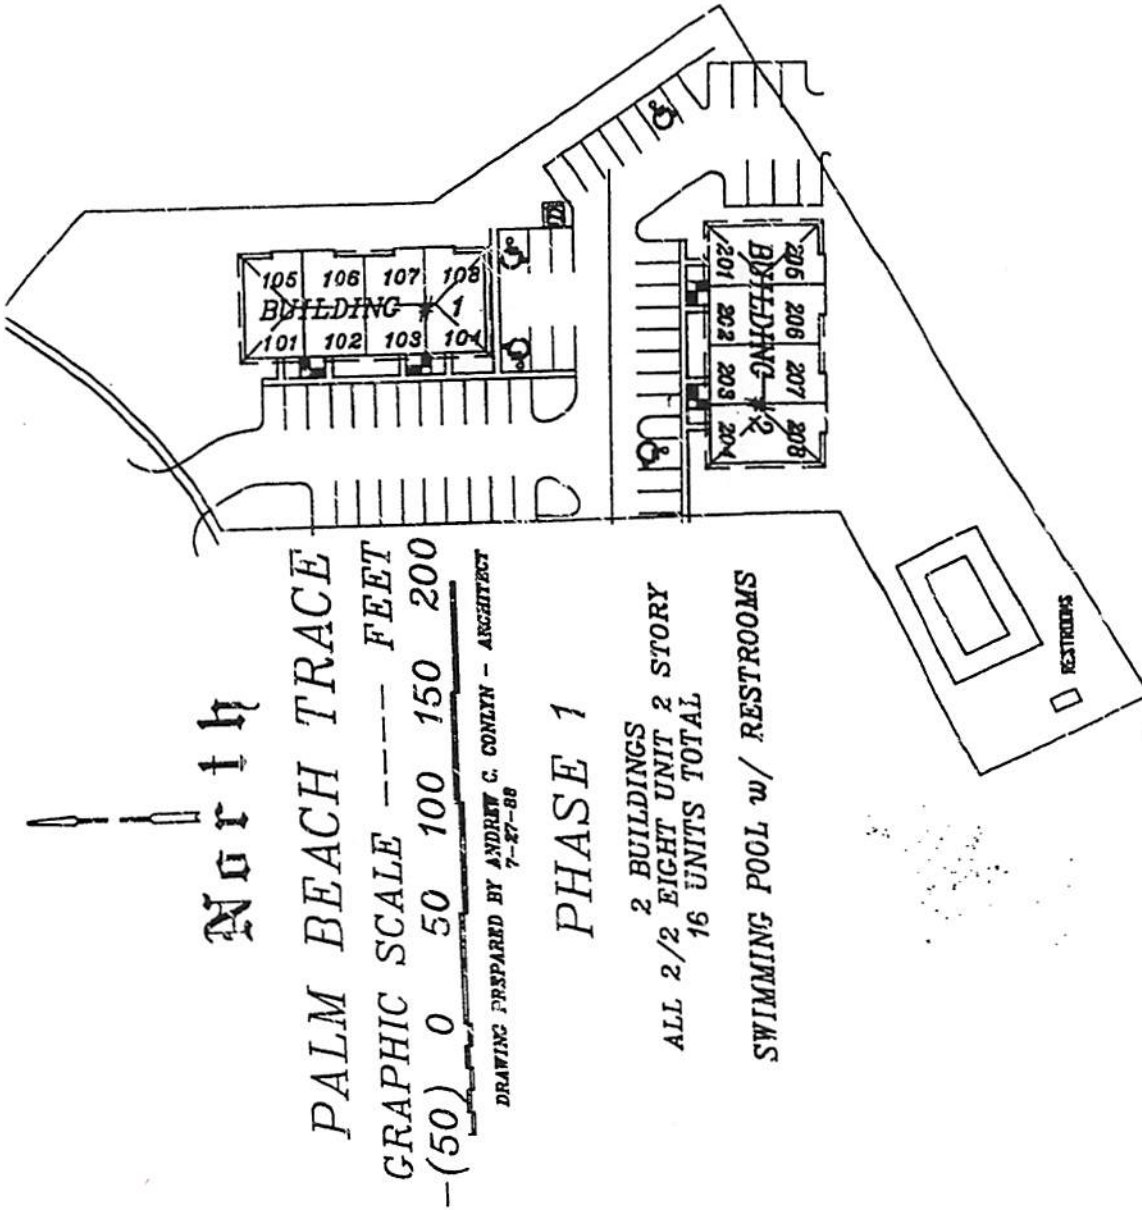 North
PALM BEACH TRACE
GRAPHIC SCALE ---- FEET
-(50) 0 50 100 150 200
DRAWING PREPARED BY ANDREW C. CONLYN - ARCHITECT
7-27-88
PHASE 1
2 BUILDINGS
ALL 2/2 EIGHT UNIT 2 STORY
16 UNITS TOTAL
SWIMMING POOL w/ RESTROOMS
105 106 107 108
BUILDING # 1
101 102 103 104
205 206 207 208
BUILDING #2
201 202 203 204
RESTROOMS